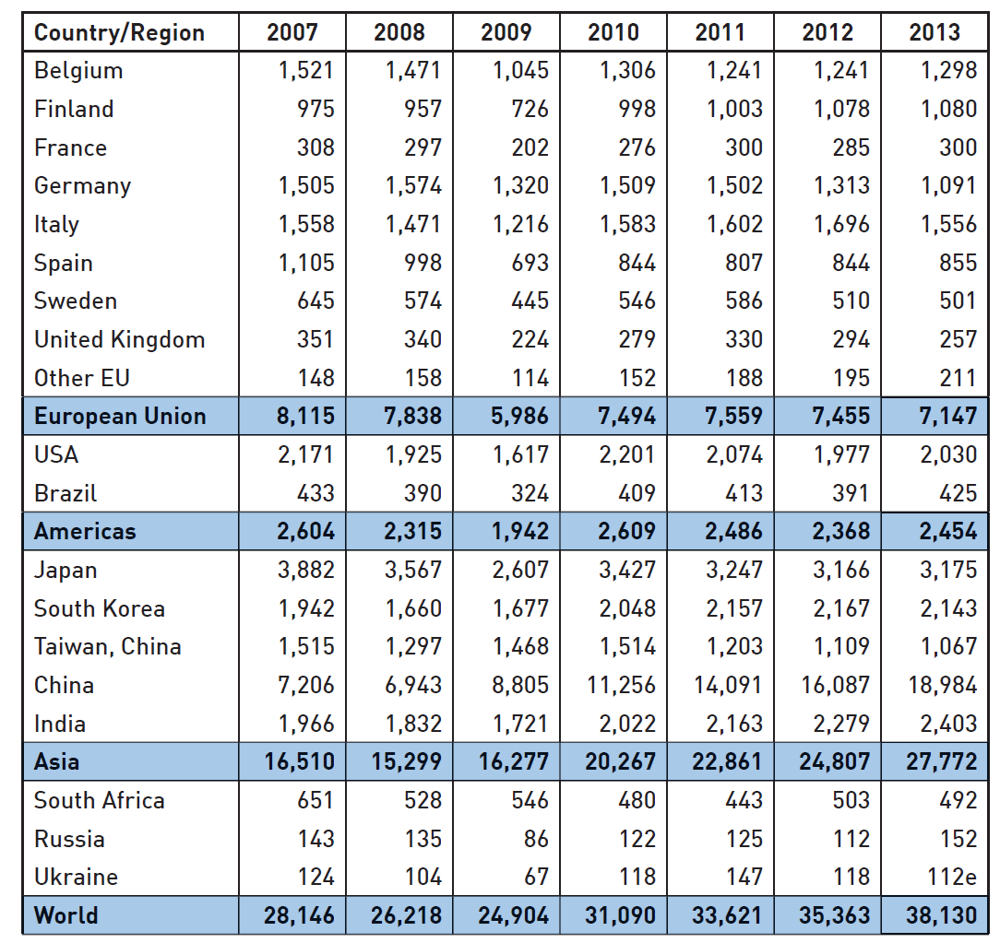 Country/Region 2007 2008 2009 2010 2011 2012 2013
Belgium 1,521 1,471 1,045 1,306 1,241 1,241 1,298
Finland 975 957 726 998 1,003 1,078 1,080
France 308 297 202 276 300 285 300
Germany 1,505 1,574 1,320 1,509 1,502 1,313 1,091
Italy 1,558 1,471 1,216 1,583 1,602 1,696 1,556
Spain 1,105 998 693 844 807 844 855
Sweden 645 574 445 546 586 510 501
United Kingdom 351 340 224 279 330 294 257
Other EU 148 158 114 152 188 195 211
European Union 8,115 7,838 5,986 7,494 7,559 7,455 7,147
USA 2,171 1,925 1,617 2,201 2,074 1,977 2,030
Brazil 433 390 324 409 413 391 425
Americas 2,604 2,315 1,942 2,609 2,486 2,368 2,454
Japan 3,882 3,567 2,607 3,427 3,247 3,166 3,175
South Korea 1,942 1,660 1,677 2,048 2,157 2,167 2,143
Taiwan, China 1,515 1,297 1,468 1,514 1,203 1,109 1,067
China 7,206 6,943 8,805 11,256 14,091 16,087 18,984
India 1,966 1,832 1,721 2,022 2,163 2,279 2,403
Asia 16,510 15,299 16,277 20,267 22,861 24,807 27,772
South Africa 651 528 546 480 443 503 492
Russia 143 135 86 122 125 112 152
Ukraine 124 104 67 118 147 118 112e
World 28,146 26,218 24,904 31,090 33,621 35,363 38,130